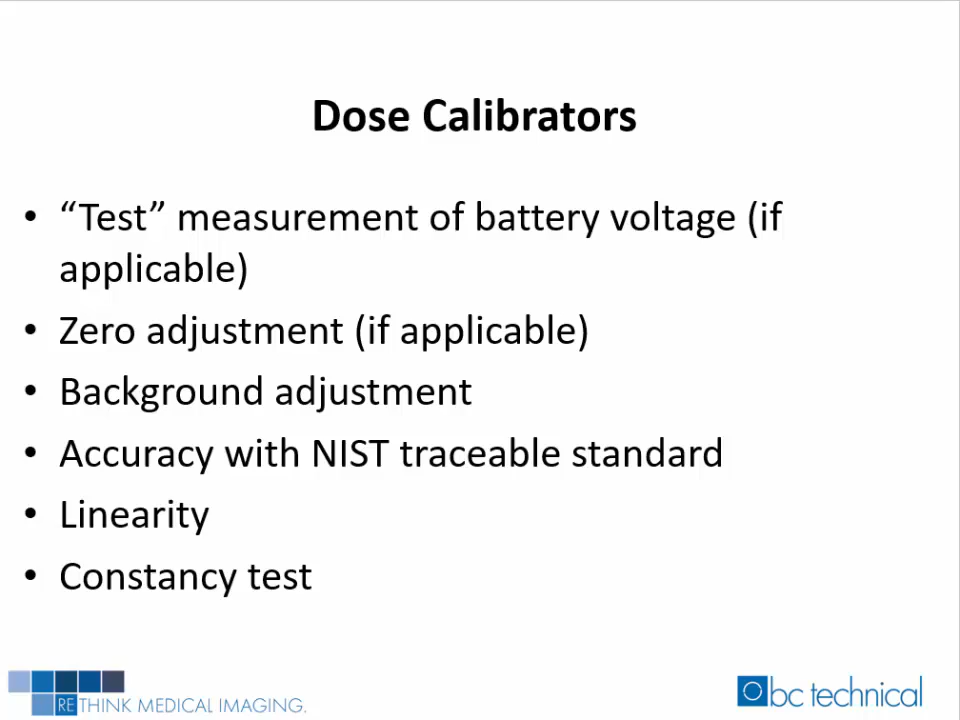 Dose Calibrators
• “Test” measurement of battery voltage (if
applicable)
• Zero adjustment (if applicable)
• Background adjustment
• Accuracy with NIST traceable standard
• Linearity
• Constancy test
RETHINK MEDICAL IMAGING.
bc technical